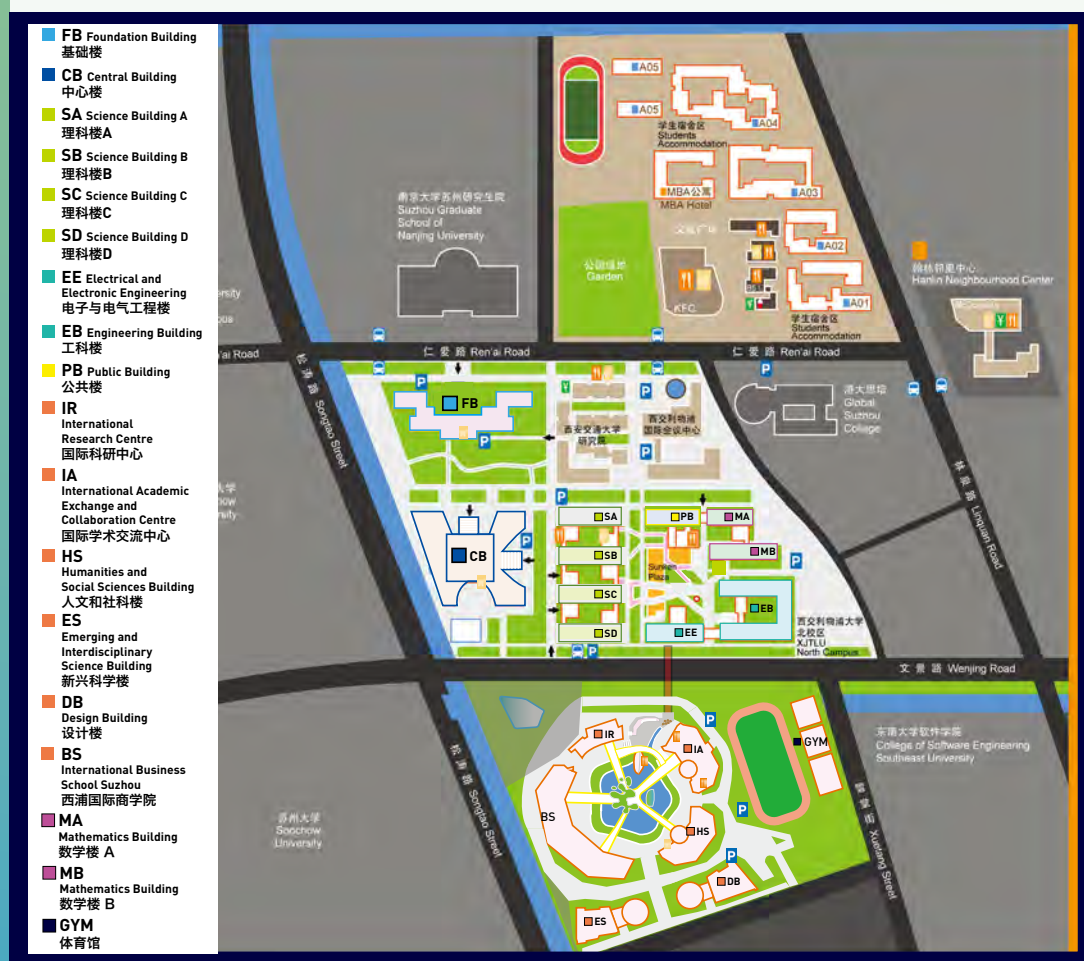 FB Foundation Building
基础楼
CB Central Building
中心楼
SA Science Building A
理科楼A
SB Science Building B
理科楼B
SC Science Building C
理科楼C
SD Science Building D
理科楼D
EE Electrical and
Electronic Engineering
电子与电气工程楼
EB Engineering Building
工科楼
PB Public Building
公共楼
IR
International
Research Centre
国际科研中心
IA
International Academic
Exchange and
Collaboration Centre
国际学术交流中心
HS
Humanities and
Social Sciences Building
人文和社科楼
ES
Emerging and
Interdisciplinary
Science Building
新兴科学楼
DB
Design Building
设计楼
BS
International Business
School Suzhou
西浦国际商学院
MA
Mathematics Building
数学楼 A
MB
Mathematics Building
数学楼 B
GYM
体育馆
A05
A05
A04
学生宿舍区
Students
Accommodation
MBA公寓
MBA Hotel
A03
南京大学苏州研究生院
Suzhou Graduate
School of
Nanjing University
A02
公园绿地
Garden
KFC
A01
学生宿舍区
Students
Accommodation
翰林邻里中心
Hanlin Neighbourhood Center
McDonald's
ersity
'ai Road
仁爱路 Ren'ai Road
仁爱路 Ren'ai Road
松涛路 Songtao Street
P
FB
P
P
P
西安交通大学
研究院
西交利物浦
国际会议中心
P
P
港大思培
Global
Suzhou
College
林泉路 Linquan Road
P
SA
PB
MA
CB
P
SB
MB
P
Sunken
Plaza
SC
EB
SD
EE
西交利物浦大学
北校区
XJTLU
North Campus
P
文景路 Wenjing Road
松涛路 Songtao Street
IR
IA
P
GYM
东南大学软件学院
College of Software Engineering
Southeast University
苏州大学
Soochow
University
BS
HS
P
P
DB
ES
Xuetang Street